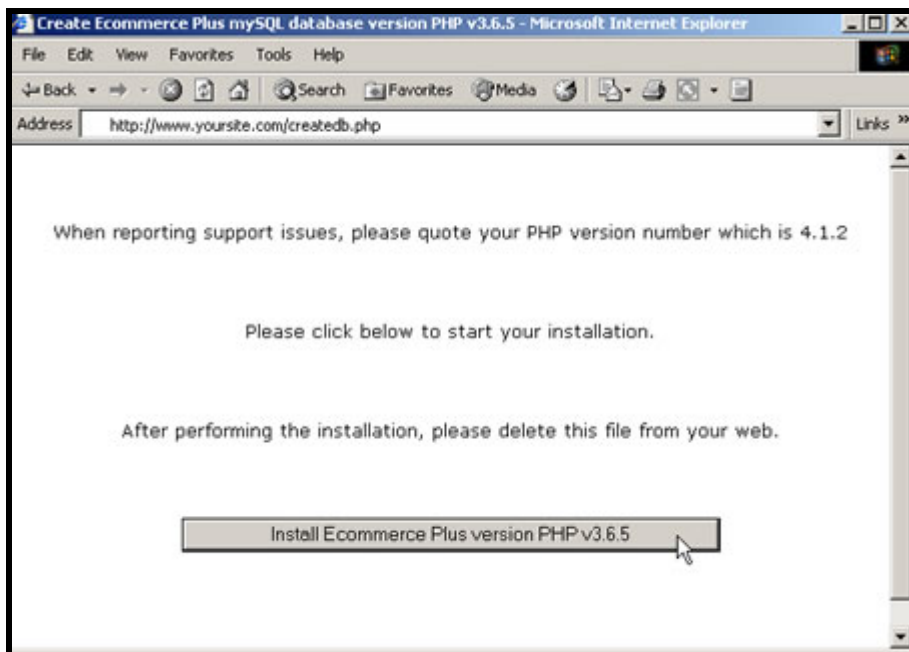 Create Ecommerce Plus mySQL database version PHP v3.6.5 - Microsoft Internet Explorer
File Edit View Favorites Tools Help
Back Search Favorites Media
Address http://www.yoursite.com/createdb.php Links »
When reporting support issues, please quote your PHP version number which is 4.1.2
Please click below to start your installation.
After performing the installation, please delete this file from your web.
Install Ecommerce Plus version PHP v3.6.5